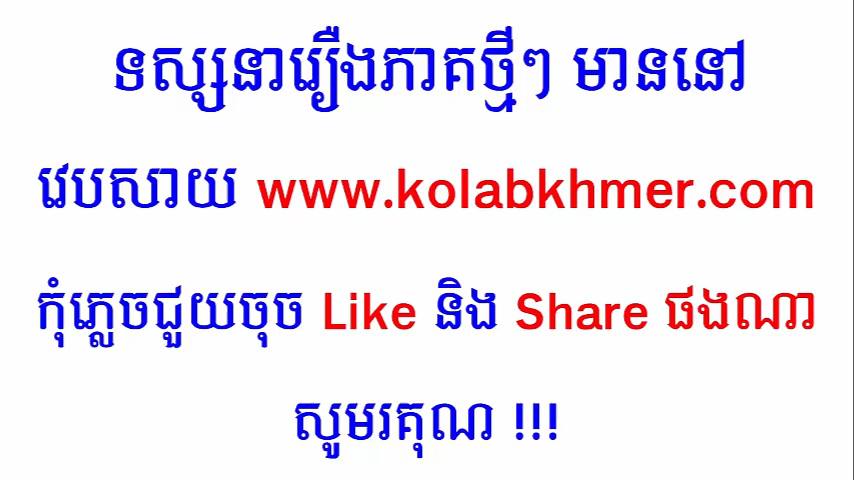 ទស្សនារឿងភាគថ្មីៗ មាននៅ
វេបសាយ www.kolabkhmer.com
កុំភ្លេចជួយចុច Like និង Share ផងណា
សូមរគុណ !!!